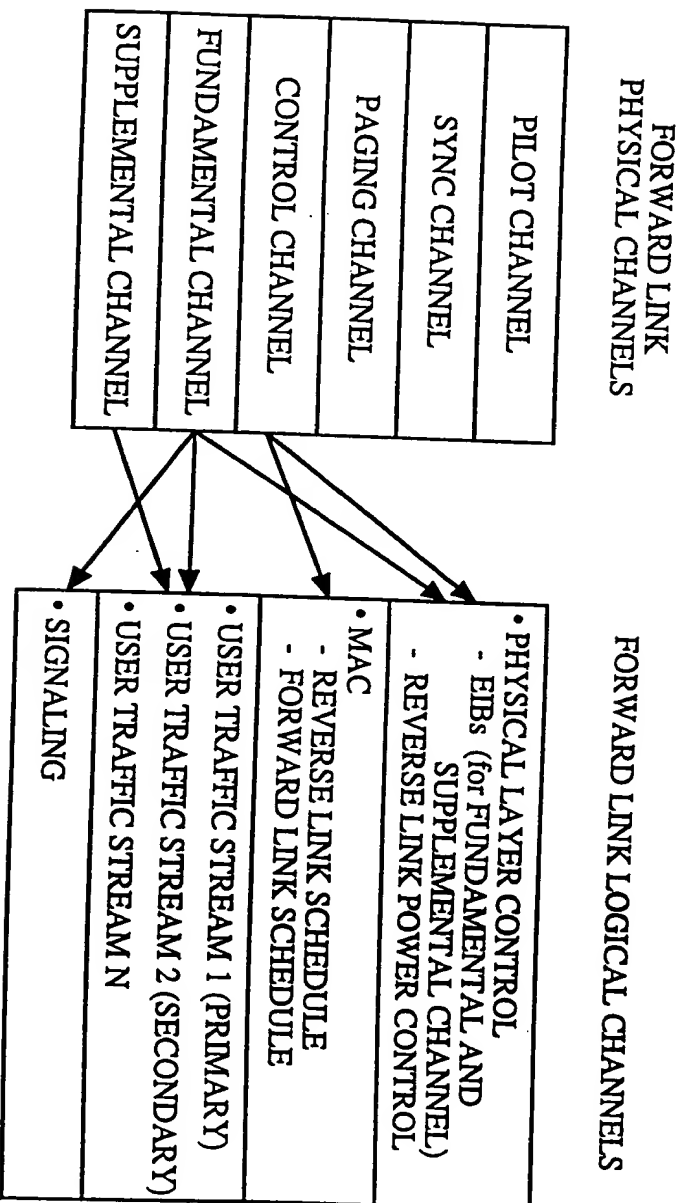 FORWARD LINK
PHYSICAL CHANNELS
PILOT CHANNEL
SYNC CHANNEL
PAGING CHANNEL
CONTROL CHANNEL
FUNDAMENTAL CHANNEL
SUPPLEMENTAL CHANNEL
FORWARD LINK LOGICAL CHANNELS
• PHYSICAL LAYER CONTROL
- EIBs (for FUNDAMENTAL AND
SUPPLEMENTAL CHANNEL)
- REVERSE LINK POWER CONTROL
• MAC
- REVERSE LINK SCHEDULE
- FORWARD LINK SCHEDULE
• USER TRAFFIC STREAM 1 (PRIMARY)
• USER TRAFFIC STREAM 2 (SECONDARY)
• USER TRAFFIC STREAM N
• SIGNALING